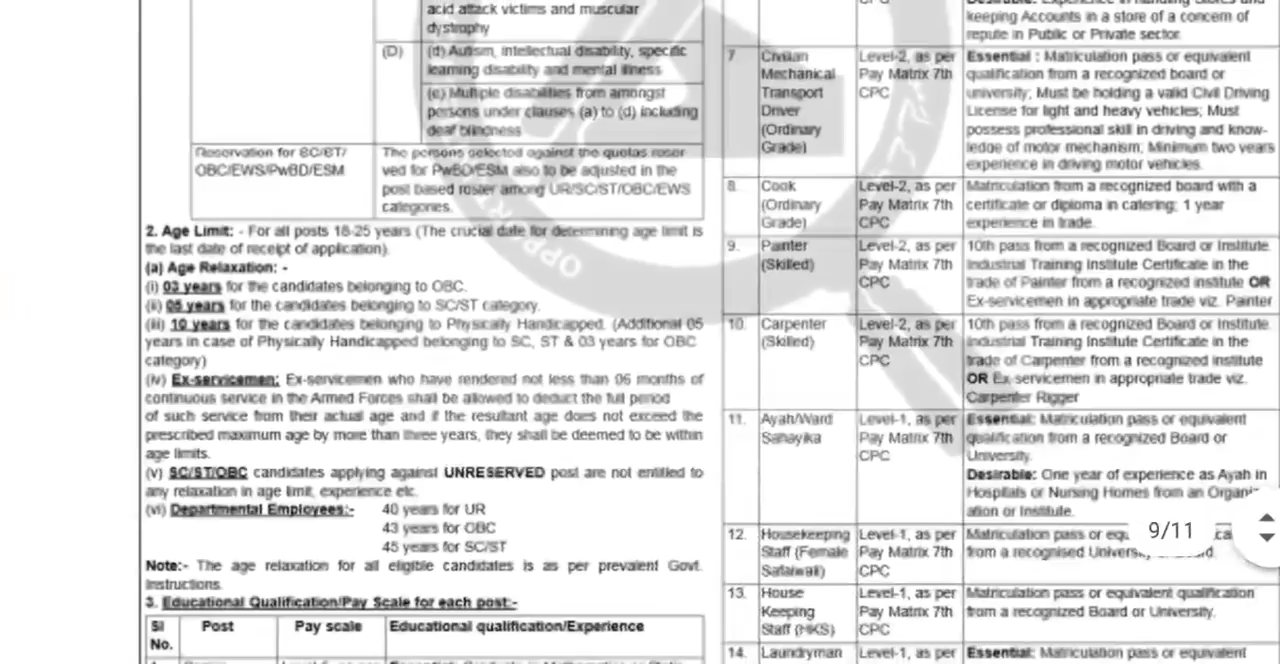 acid attack victims and muscular
dystrophy
(D) (d) Autism, intellectual disability, specific
learning disability and mental illness
(e) Multiple disabilities from amongst
persons under clauses (a) to (d) including
deaf blindness
Reservation for SC/ST/
OBC/EWS/PwBD/ESM
The persons selected against the quotas reser
ved for PwBD/ESM also to be adjusted in the
post based roster among UR/SC/ST/OBC/EWS
categories.
2. Age Limit: - For all posts 18-25 years (The crucial date for determining age limit is
the last date of receipt of application).
(a) Age Relaxation: -
(i) 03 years for the candidates belonging to OBC.
(ii) 05 years for the candidates belonging to SC/ST category.
(iii) 10 years for the candidates belonging to Physically Handicapped. (Additional 05
years in case of Physically Handicapped belonging to SC, ST & 03 years for OBC
category)
(iv) Ex-servicemen: Ex-servicemen who have rendered not less than 06 months of
continuous service in the Armed Forces shall be allowed to deduct the full period
of such service from their actual age and if the resultant age does not exceed the
prescribed maximum age by more than three years, they shall be deemed to be within
age limits.
(v) SC/ST/OBC candidates applying against UNRESERVED post are not entitled to
any relaxation in age limit, experience etc.
(vi) Departmental Employees:- 40 years for UR
43 years for OBC
45 years for SC/ST
Note:- The age relaxation for all eligible candidates is as per prevalent Govt.
Instructions.
3. Educational Qualification/Pay Scale for each post:-
Sl
No.
Post
Pay scale
Educational qualification/Experience
keeping Accounts in a store of a concern of
repute in Public or Private sector.
7
Civilian
Mechanical
Transport
Driver
(Ordinary
Grade)
Level-2, as per
Pay Matrix 7th
CPC
Essential : Matriculation pass or equivalent
qualification from a recognized board or
university; Must be holding a valid Civil Driving
License for light and heavy vehicles; Must
possess professional skill in driving and know-
ledge of motor mechanism; Minimum two years
experience in driving motor vehicles.
8.
Cook
(Ordinary
Grade)
Level-2, as per
Pay Matrix 7th
CPC
Matriculation from a recognized board with a
certificate or diploma in catering; 1 year
experience in trade.
9.
Painter
(Skilled)
Level-2, as per
Pay Matrix 7th
CPC
10th pass from a recognized Board or Institute.
Industrial Training Institute Certificate in the
trade of Painter from a recognized institute OR
Ex-servicemen in appropriate trade viz. Painter
10.
Carpenter
(Skilled)
Level-2, as per
Pay Matrix 7th
CPC
10th pass from a recognized Board or Institute.
Industrial Training Institute Certificate in the
trade of Carpenter from a recognized institute
OR Ex servicemen in appropriate trade viz.
Carpenter Rigger
11.
Ayah/Ward
Sahayika
Level-1, as per
Pay Matrix 7th
CPC
Essential: Matriculation pass or equivalent
qualification from a recognized Board or
University.
Desirable: One year of experience as Ayah in
Hospitals or Nursing Homes from an Organiz-
ation or Institute.
12.
Housekeeping
Staff (Female
Safaiwali)
Level-1, as per
Pay Matrix 7th
CPC
Matriculation pass or
from a recognised
9/11
13.
House
Keeping
Staff (HKS)
Level-1, as per
Pay Matrix 7th
CPC
Matriculation pass or equivalent qualification
from a recognized Board or University.
14.
Laundryman
Level-1, as per
Essential: Matriculation pass or equivalent